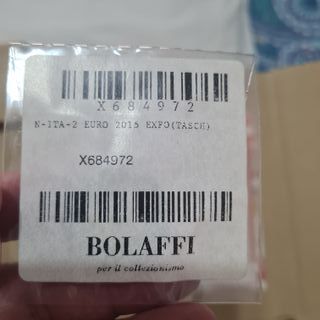 X684972
N-ITA-2 EURO 2015 EXPO(TASCH)
X684972
BOLAFFI
per il collezionismo